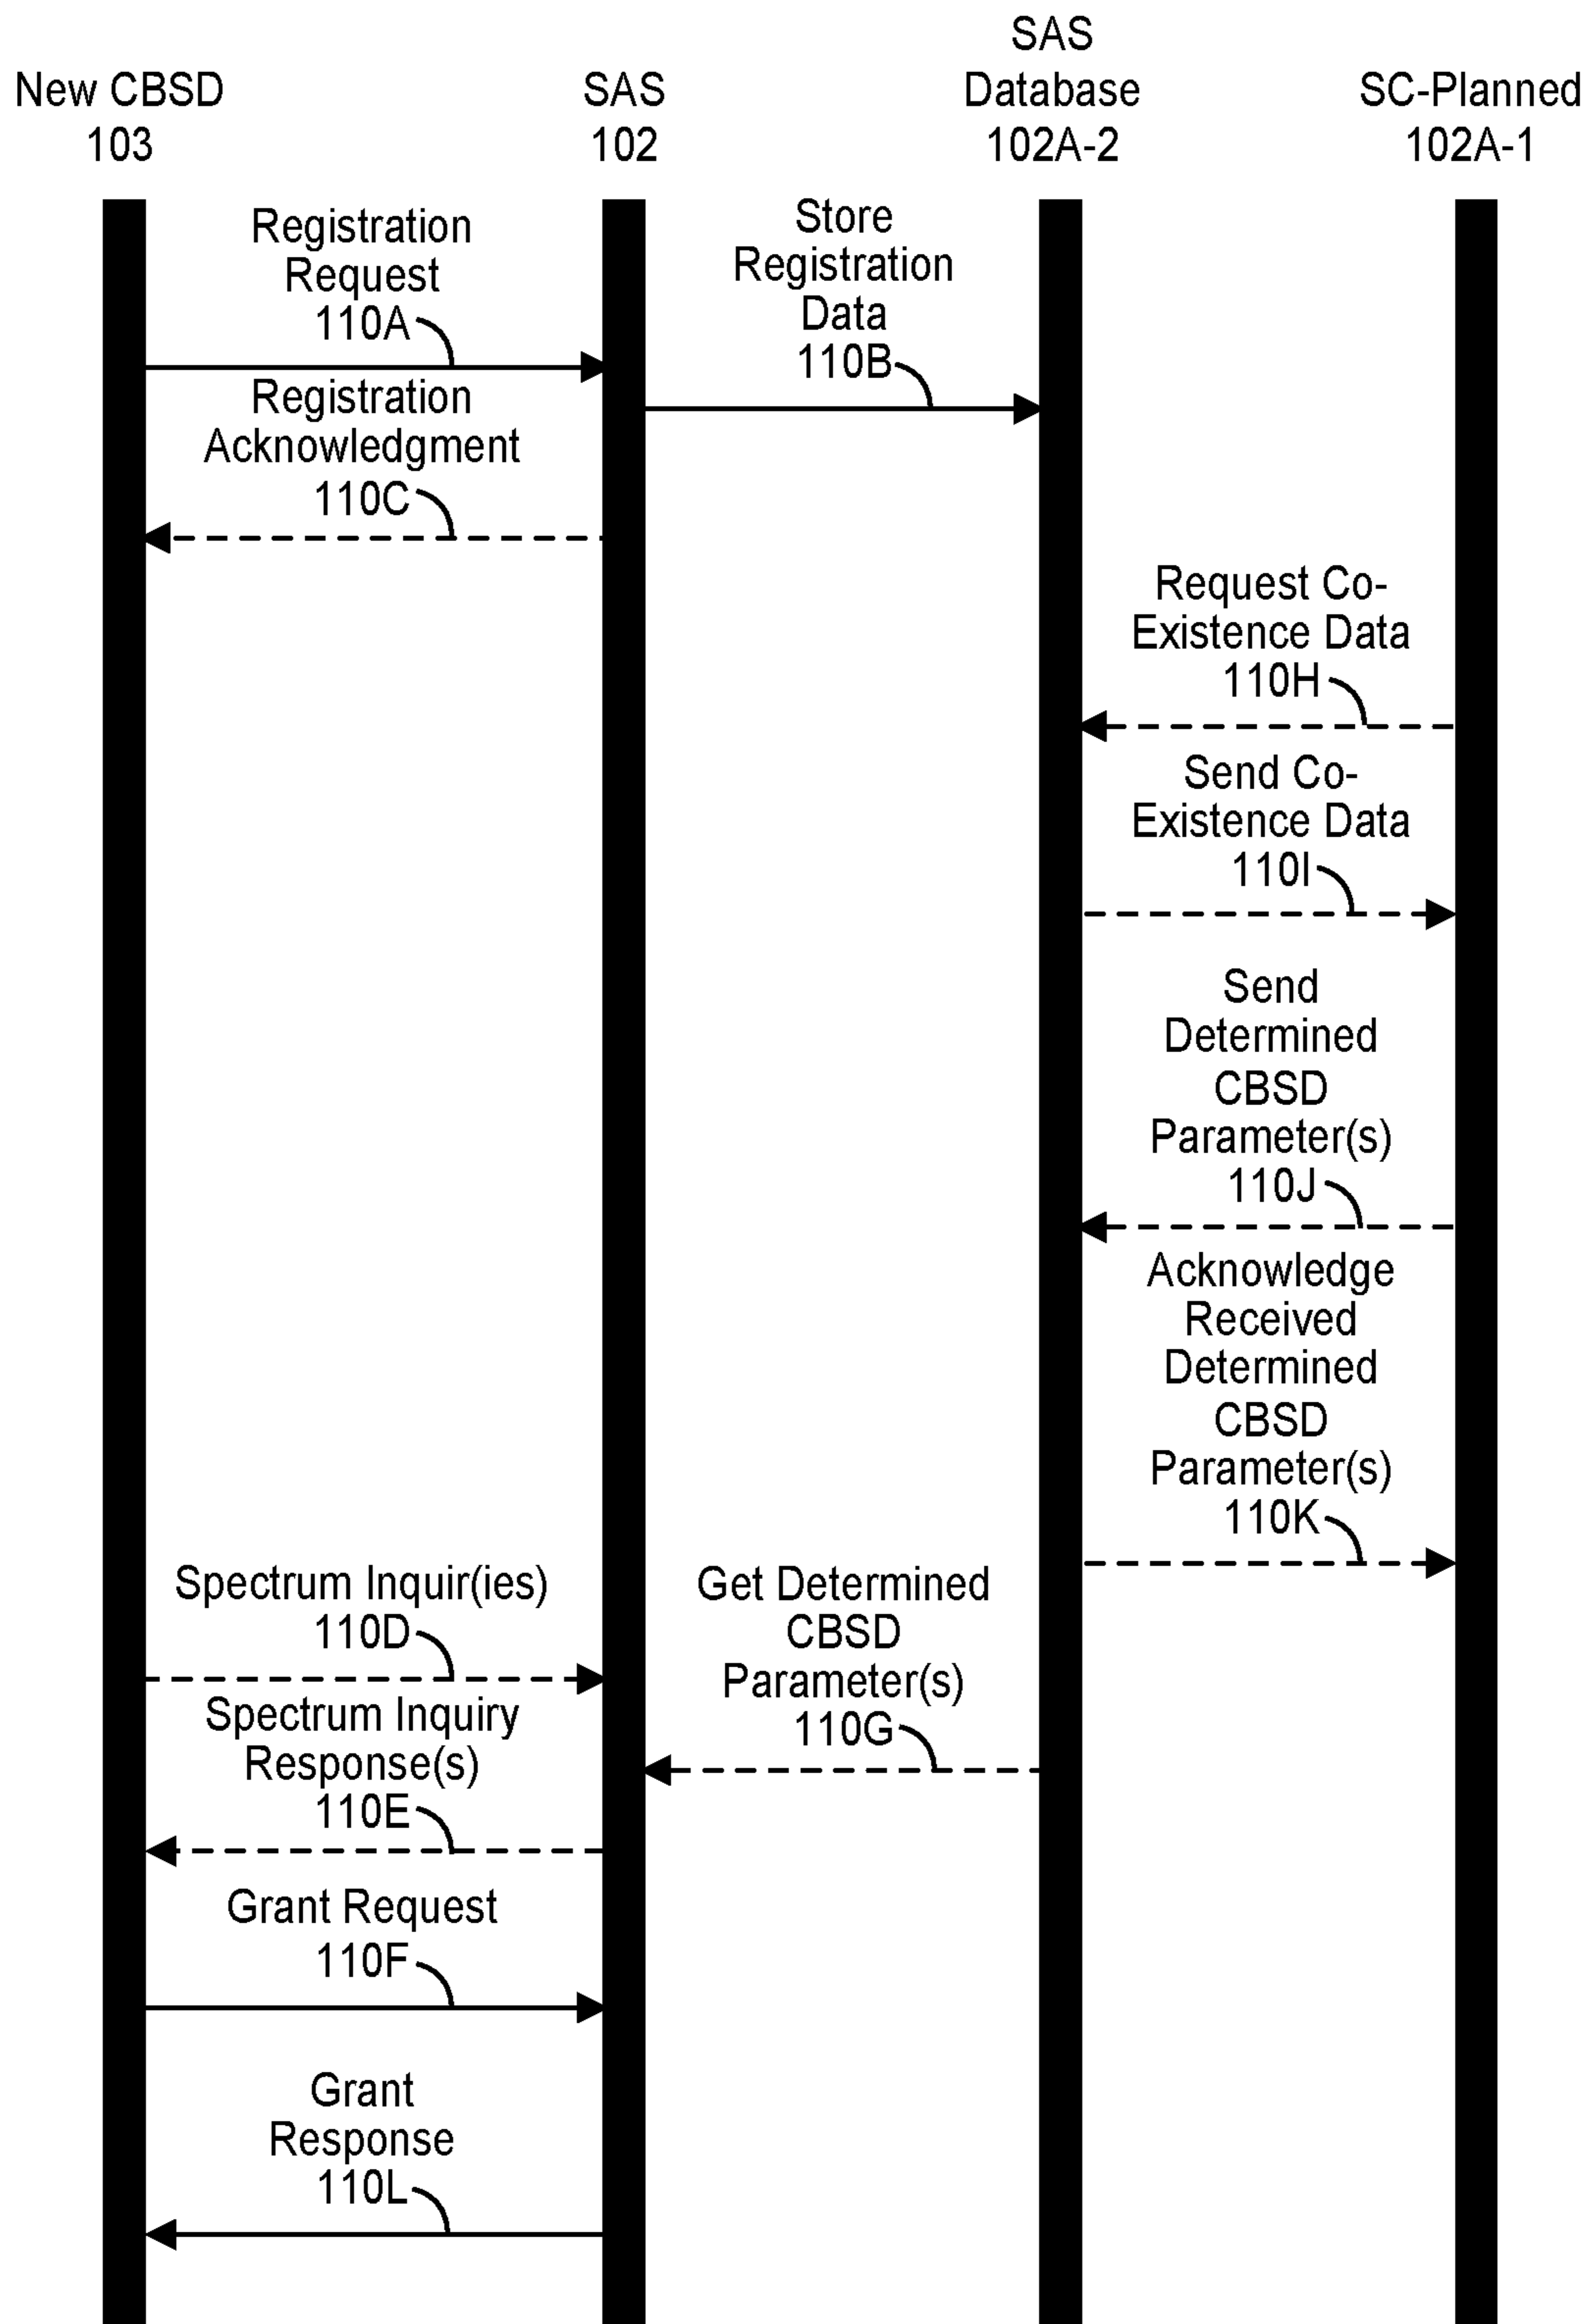 New CBSD
103
SAS
102
SAS
Database
102A-2
SC-Planned
102A-1
Registration
Request
110A
Store
Registration
Data
110B
Registration
Acknowledgment
110C
Request Co-
Existence Data
110H
Send Co-
Existence Data
110I
Send
Determined
CBSD
Parameter(s)
110J
Acknowledge
Received
Determined
CBSD
Parameter(s)
110K
Spectrum Inquir(ies)
110D
Get Determined
CBSD
Parameter(s)
110G
Spectrum Inquiry
Response(s)
110E
Grant Request
110F
Grant
Response
110L